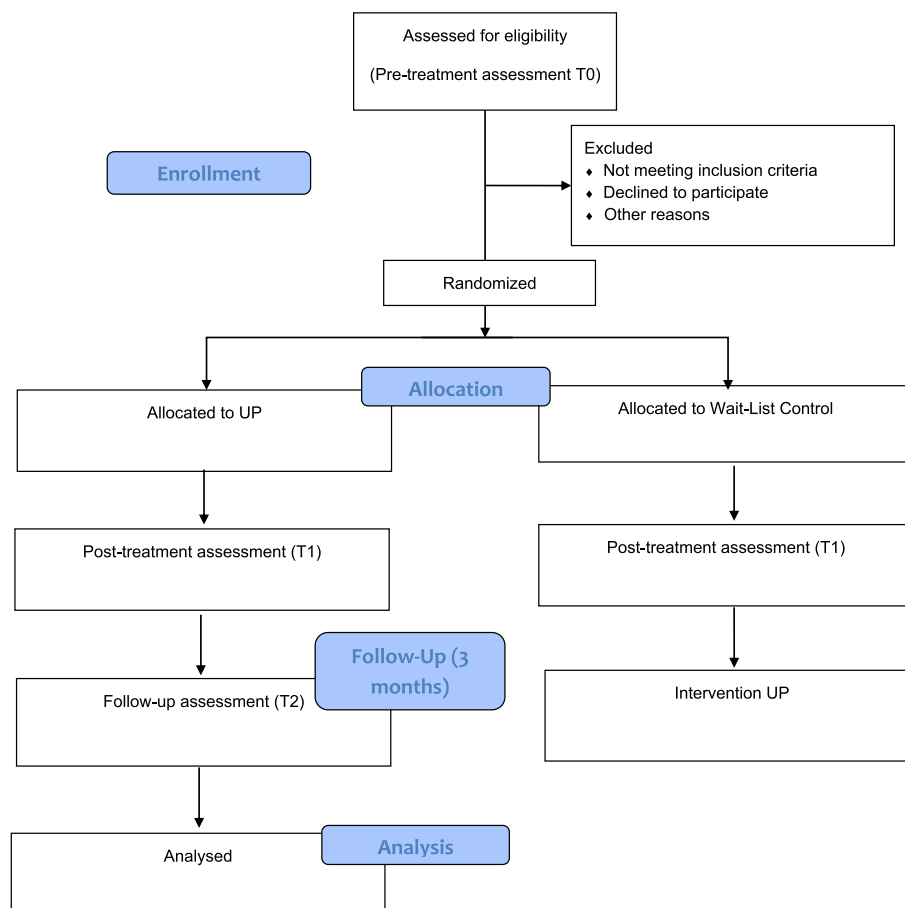 Assessed for eligibility
(Pre-treatment assessment T0)
Enrollment
Excluded
♦ Not meeting inclusion criteria
♦ Declined to participate
♦ Other reasons
Randomized
Allocation
Allocated to UP
Allocated to Wait-List Control
Post-treatment assessment (T1)
Post-treatment assessment (T1)
Follow-Up (3
months)
Follow-up assessment (T2)
Intervention UP
Analysis
Analysed